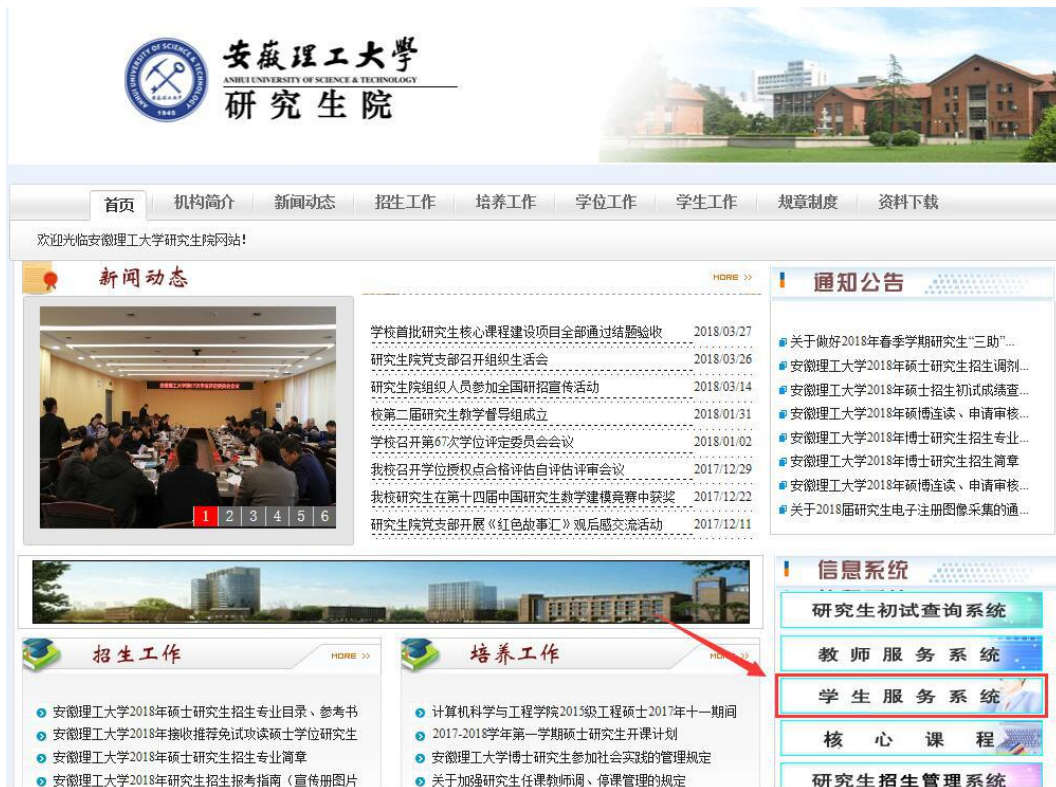 安徽理工大學
ANHUI UNIVERSITY OF SCIENCE & TECHNOLOGY
研究生院
ANHUI UNIVERSITY OF SCIENCE & TECHNOLOGY
1945
首页 机构简介 新闻动态 招生工作 培养工作 学位工作 学生工作 规章制度 资料下载
欢迎光临安徽理工大学研究生院网站!
新闻动态
MORE >>
学校首批研究生核心课程建设项目全部通过结题验收 2018/03/27
研究生院党支部召开组织生活会 2018/03/26
研究生院组织人员参加全国研招宣传活动 2018/03/14
校第二届研究生教学督导组成立 2018/01/31
学校召开第67次学位评定委员会会议 2018/01/02
我校召开学位授权点合格评估自评估评审会议 2017/12/29
我校研究生在第十四届中国研究生数学建模竞赛中获奖 2017/12/22
研究生院党支部开展《红色故事汇》观后感交流活动 2017/12/11
1 2 3 4 5 6
通知公告
关于做好2018年春季学期研究生“三助”...
安徽理工大学2018年硕士研究生招生调剂...
安徽理工大学2018年硕士招生初试成绩查...
安徽理工大学2018年硕博连读、申请审核...
安徽理工大学2018年博士研究生招生专业...
安徽理工大学2018年博士研究生招生简章
安徽理工大学2018年硕博连读、申请审核...
关于2018届研究生电子注册图像采集的通...
招生工作
MORE >>
安徽理工大学2018年硕士研究生招生专业目录、参考书
安徽理工大学2018年接收推荐免试攻读硕士学位研究生
安徽理工大学2018年硕士研究生招生专业简章
安徽理工大学2018年研究生招生报考指南（宣传册图片
培养工作
MORE >>
计算机科学与工程学院2015级工程硕士2017年十一期间
2017-2018学年第一学期硕士研究生开课计划
安徽理工大学博士研究生参加社会实践的管理规定
关于加强研究生任课教师调、停课管理的规定
信息系统
研究生初试查询系统
教师服务系统
学生服务系统
核心课程
研究生招生管理系统